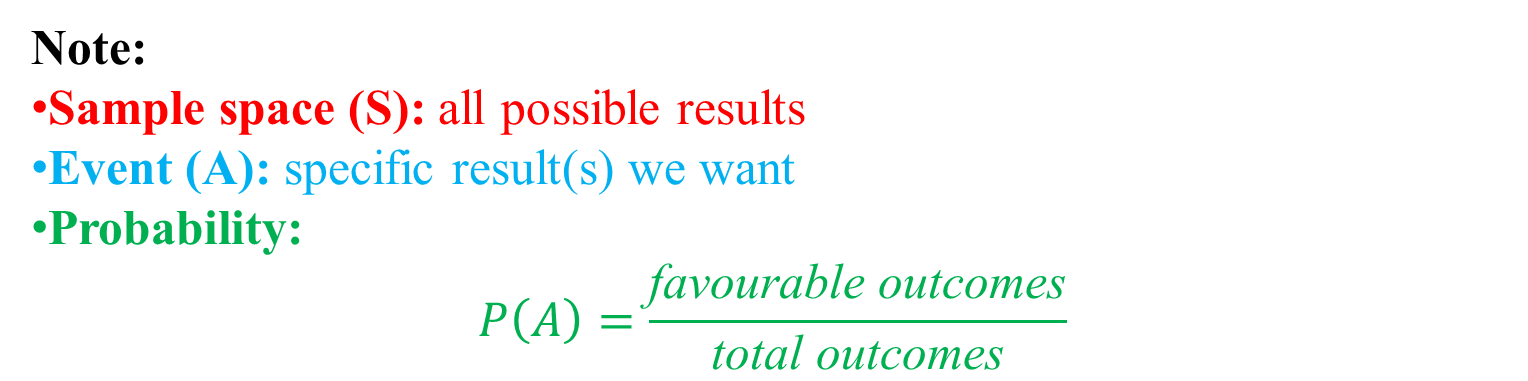 Note:
•Sample space (S): all possible results
•Event (A): specific result(s) we want
•Probability:
P(A) = favourable outcomes / total outcomes